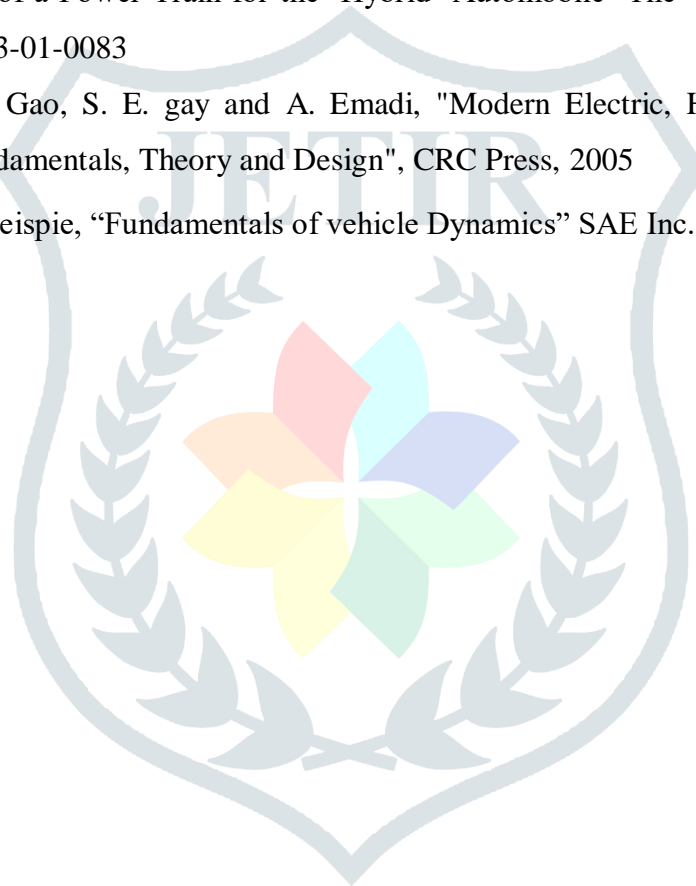 of a Power Train for the "Hybrid" Automobile- The
3-01-0083
Gao, S. E. gay and A. Emadi, "Modern Electric, H
damentals, Theory and Design", CRC Press, 2005
eispie, “Fundamentals of vehicle Dynamics” SAE Inc.
JETIR